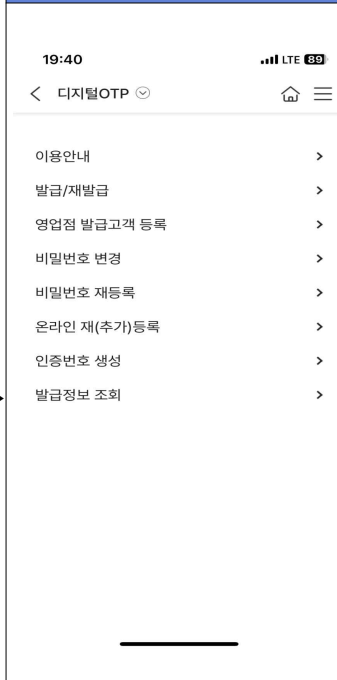 19:40 LTE 89
디지털OTP
이용안내
발급/재발급
영업점 발급고객 등록
비밀번호 변경
비밀번호 재등록
온라인 재(추가)등록
인증번호 생성
발급정보 조회